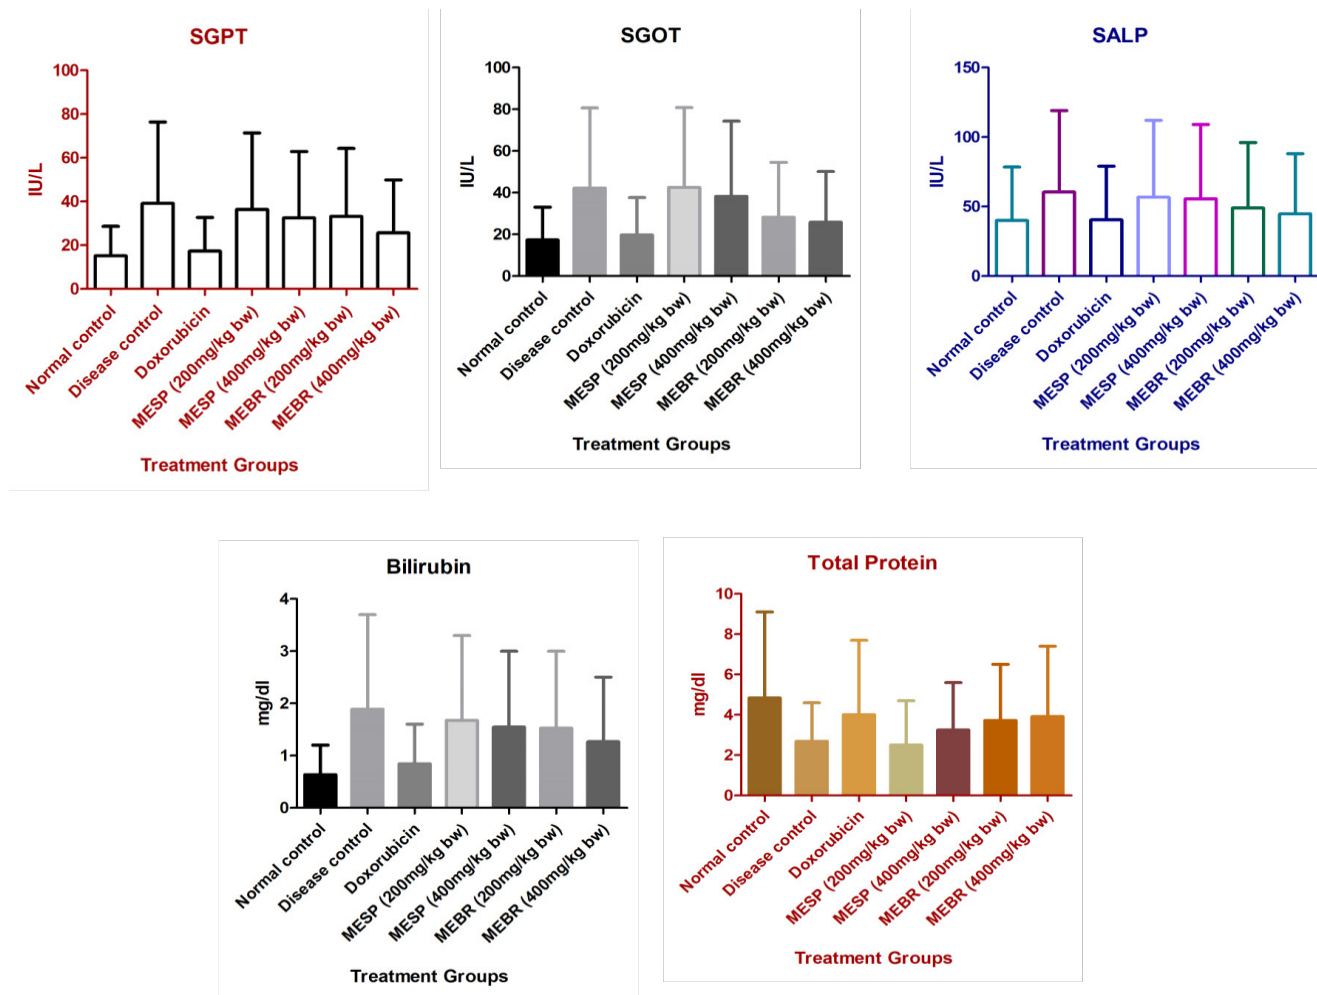 SGPT
100
80
60
40
20
0
IU/L
Normal control
Disease control
Doxorubicin
MESP (200mg/kg bw)
MESP (400mg/kg bw)
MEBR (200mg/kg bw)
MEBR (400mg/kg bw)
Treatment Groups
SGOT
100
80
60
40
20
0
IU/L
Normal control
Disease control
Doxorubicin
MESP (200mg/kg bw)
MESP (400mg/kg bw)
MEBR (200mg/kg bw)
MEBR (400mg/kg bw)
Treatment Groups
SALP
150
100
50
0
IU/L
Normal control
Disease control
Doxorubicin
MESP (200mg/kg bw)
MESP (400mg/kg bw)
MEBR (200mg/kg bw)
MEBR (400mg/kg bw)
Treatment Groups
Bilirubin
4
3
2
1
0
mg/dl
Normal control
Disease control
Doxorubicin
MESP (200mg/kg bw)
MESP (400mg/kg bw)
MEBR (200mg/kg bw)
MEBR (400mg/kg bw)
Treatment Groups
Total Protein
10
8
6
4
2
0
mg/dl
Normal control
Disease control
Doxorubicin
MESP (200mg/kg bw)
MESP (400mg/kg bw)
MEBR (200mg/kg bw)
MEBR (400mg/kg bw)
Treatment Groups